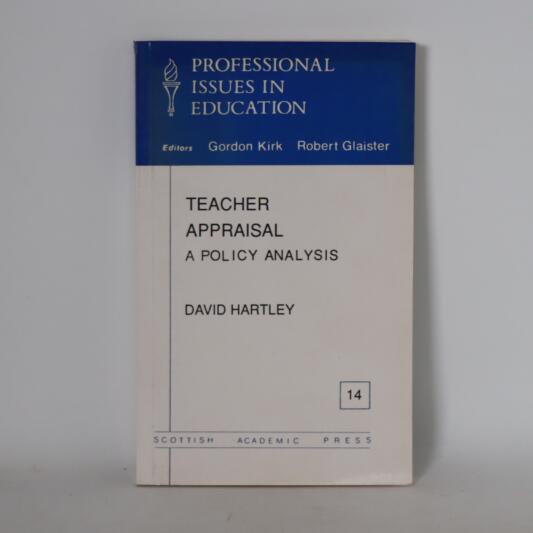 PROFESSIONAL
ISSUES IN
EDUCATION
Editors Gordon Kirk Robert Glaister
TEACHER
APPRAISAL
A POLICY ANALYSIS
DAVID HARTLEY
14
SCOTTISH ACADEMIC PRESS